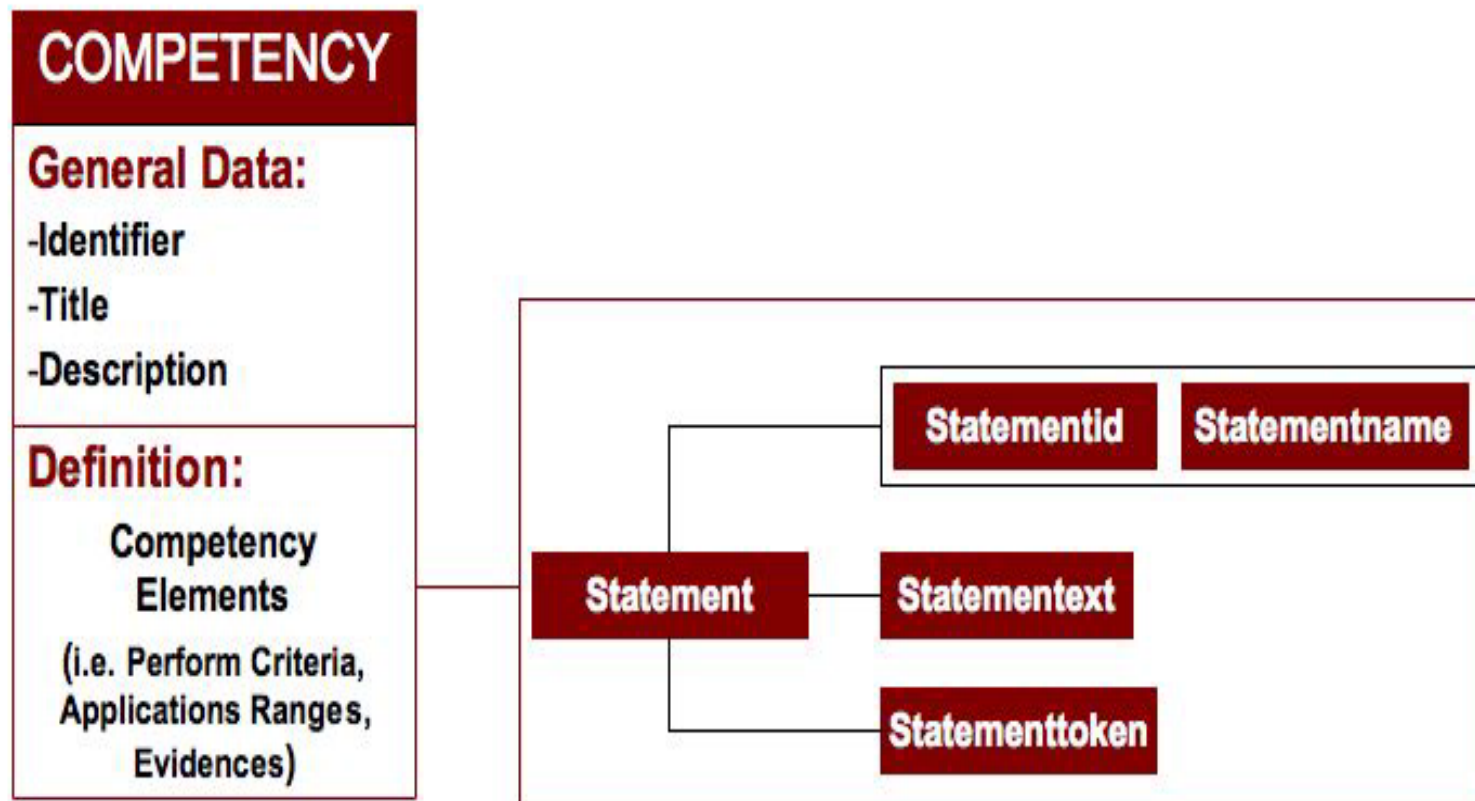 COMPETENCY
General Data:
-Identifier
-Title
-Description
Definition:
Competency
Elements
(i.e. Perform Criteria,
Applications Ranges,
Evidences)
Statementid
Statementname
Statement
Statementext
Statementtoken